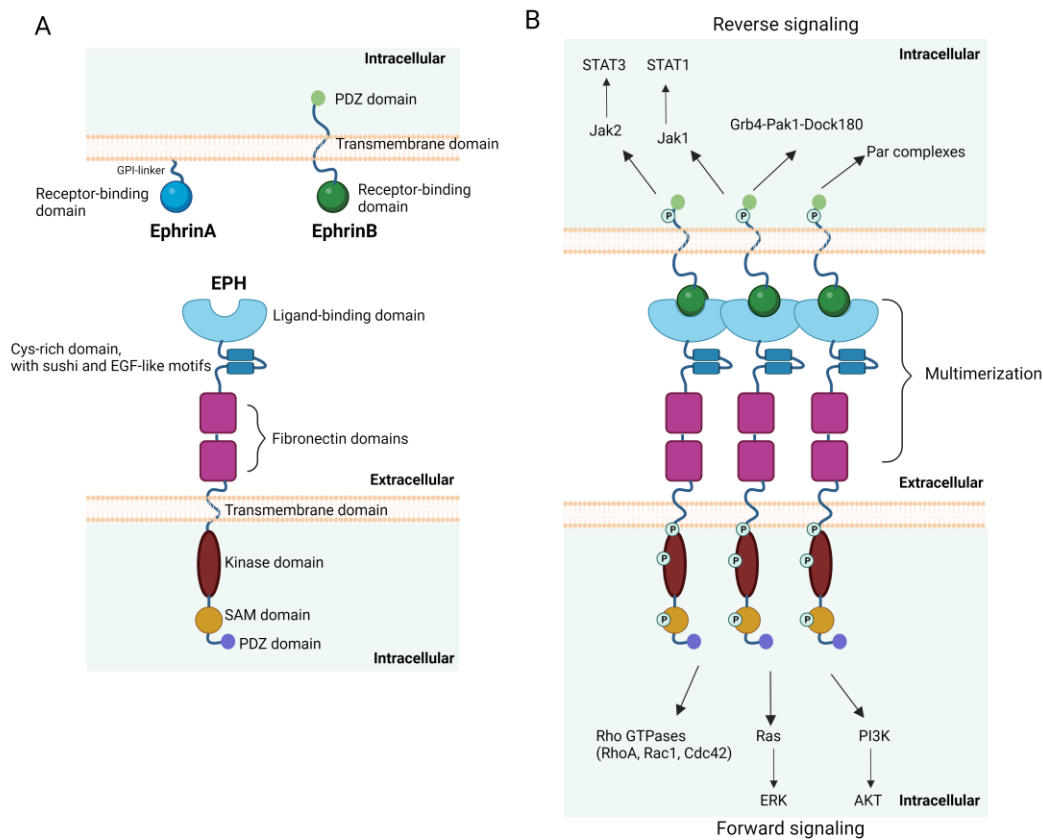 A
Intracellular
PDZ domain
Transmembrane domain
GPI-linker
Receptor-binding
domain
Receptor-binding
domain
EphrinA
EphrinB
EPH
Ligand-binding domain
Cys-rich domain,
with sushi and EGF-like motifs
Fibronectin domains
Extracellular
Transmembrane domain
Kinase domain
SAM domain
PDZ domain
Intracellular
B
Reverse signaling
Intracellular
STAT3
STAT1
Jak2
Jak1
Grb4-Pak1-Dock180
Par complexes
P
P
P
Multimerization
Extracellular
P
P
P
P
P
P
P
P
P
Rho GTPases
(RhoA, Rac1, Cdc42)
Ras
PI3K
ERK
AKT
Intracellular
Forward signaling